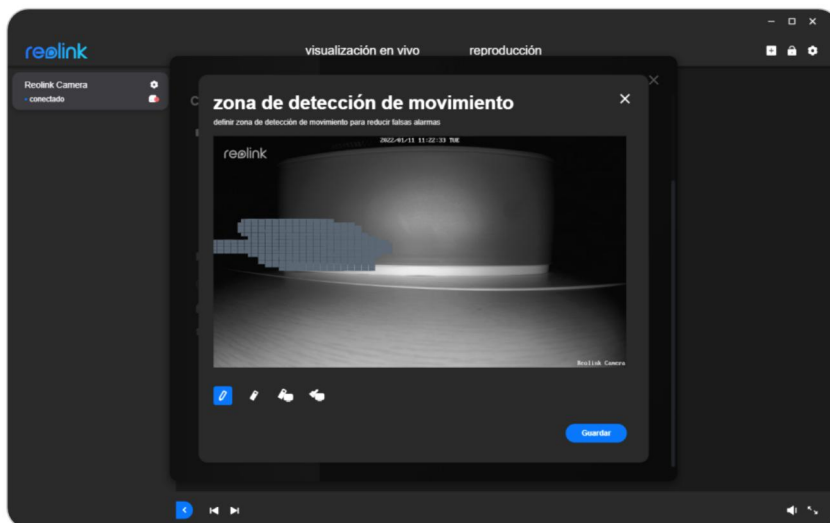 reolink
visualización en vivo
reproducción
Reolink Camera
conectado
zona de detección de movimiento
definir zona de detección de movimiento para reducir falsas alarmas
2022/01/11 11:22:33 TUE
reolink
Reolink Camera
Guardar